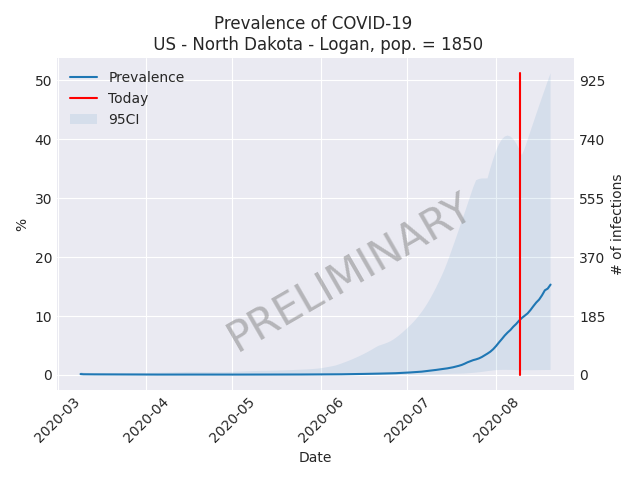 Prevalence of COVID-19
US - North Dakota - Logan, pop. = 1850
Prevalence
Today
95CI
PRELIMINARY
50
40
30
20
10
0
%
925
740
555
370
185
0
# of infections
2020-03
2020-04
2020-05
2020-06
2020-07
2020-08
Date